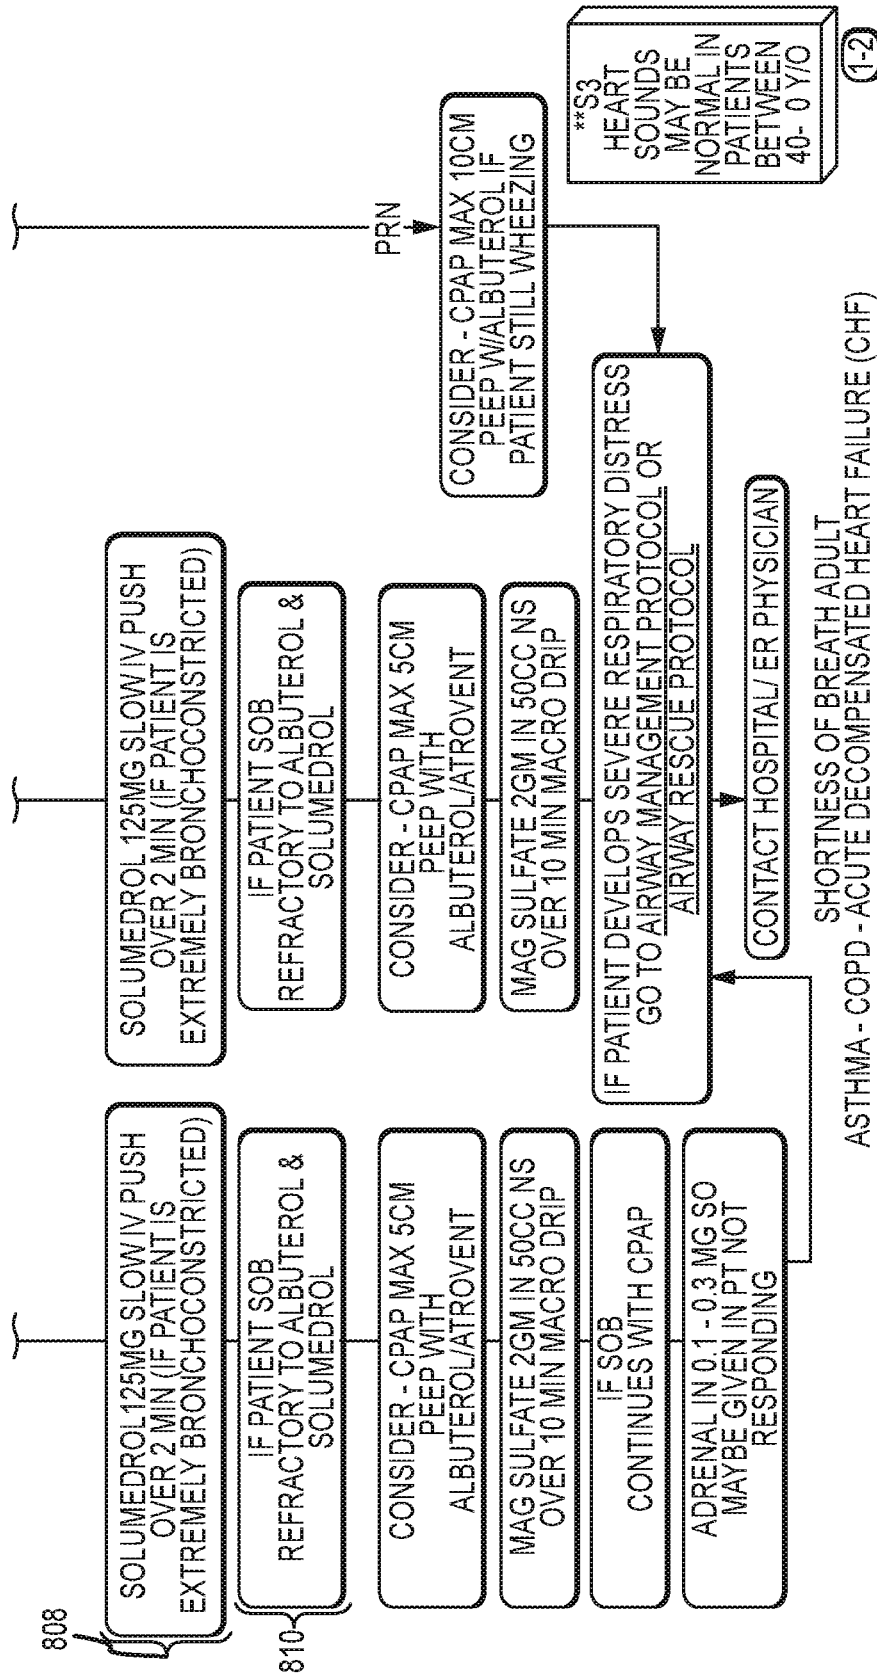 808
SOLUMEDROL125MG SLOW IV PUSH
OVER 2 MIN (IF PATIENT IS
EXTREMELY BRONCHOCONSTRICTED)
810
IF PATIENT SOB
REFRACTORY TO ALBUTEROL &
SOLUMEDROL
CONSIDER - CPAP MAX 5CM
PEEP WITH
ALBUTEROL/ATROVENT
MAG SULFATE 2GM IN 50CC NS
OVER 10 MIN MACRO DRIP
IF SOB
CONTINUES WITH CPAP
ADRENAL IN 0.1 - 0.3 MG SO
MAYBE GIVEN IN PT NOT
RESPONDING
SOLUMEDROL 125MG SLOW IV PUSH
OVER 2 MIN (IF PATIENT IS
EXTREMELY BRONCHOCONSTRICTED)
IF PATIENT SOB
REFRACTORY TO ALBUTEROL &
SOLUMEDROL
CONSIDER - CPAP MAX 5CM
PEEP WITH
ALBUTEROL/ATROVENT
MAG SULFATE 2GM IN 50CC NS
OVER 10 MIN MACRO DRIP
PRN
CONSIDER - CPAP MAX 10CM
PEEP W/ALBUTEROL IF
PATIENT STILL WHEEZING
IF PATIENT DEVELOPS SEVERE RESPIRATORY DISTRESS
GO TO AIRWAY MANAGEMENT PROTOCOL OR
AIRWAY RESCUE PROTOCOL
CONTACT HOSPITAL/ ER PHYSICIAN
**S3
HEART
SOUNDS
MAY BE
NORMAL IN
PATIENTS
BETWEEN
40- 0 Y/O
1-2
SHORTNESS OF BREATH ADULT
ASTHMA - COPD - ACUTE DECOMPENSATED HEART FAILURE (CHF)